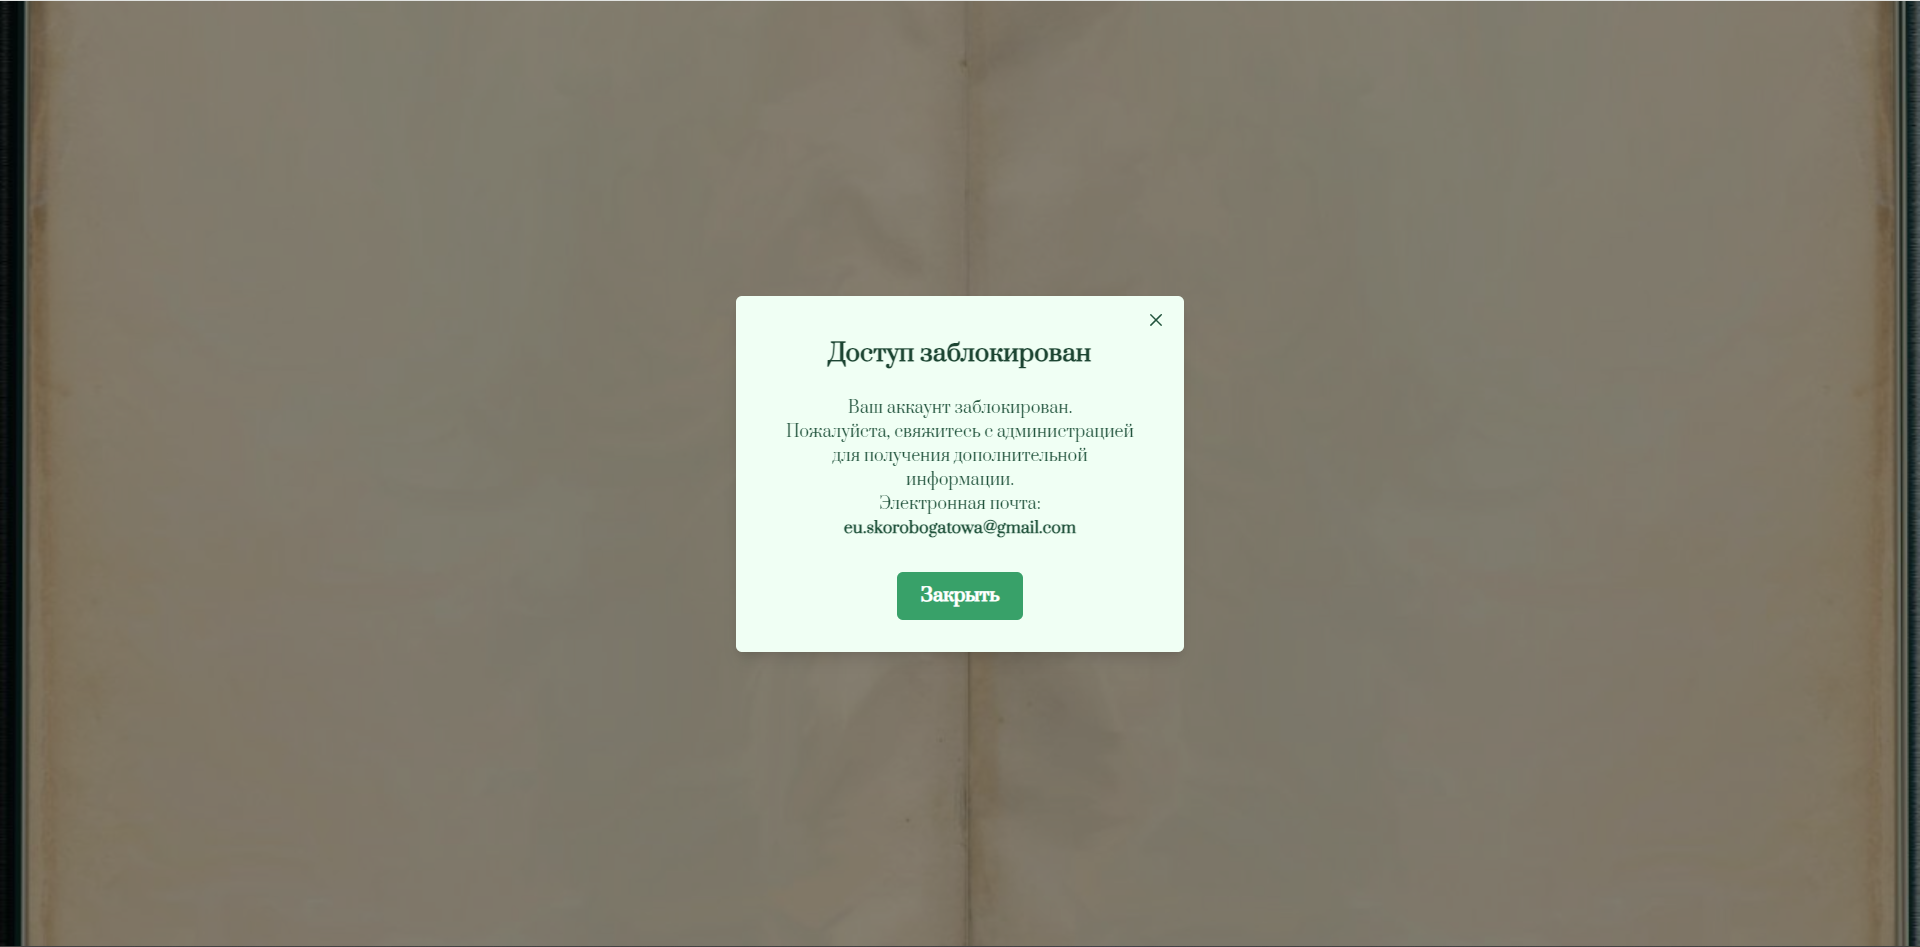 Доступ заблокирован
Ваш аккаунт заблокирован.
Пожалуйста, свяжитесь с администрацией
для получения дополнительной
информации.
Электронная почта:
eu.skorobogatowa@gmail.com
Закрыть